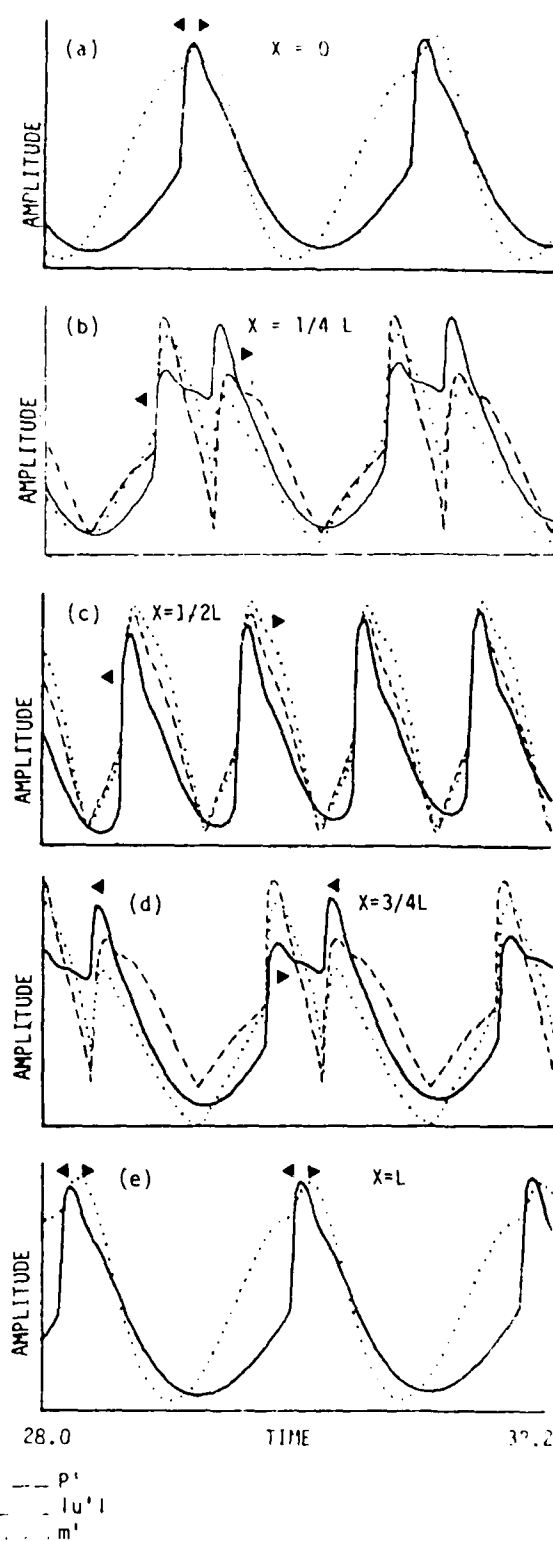 (a) X = 0
AMPLITUDE
(b) X = 1/4 L
AMPLITUDE
(c) X=1/2L
AMPLITUDE
(d) X=3/4L
AMPLITUDE
(e) X=L
AMPLITUDE
28.0 TIME
P'
|u'|
m'